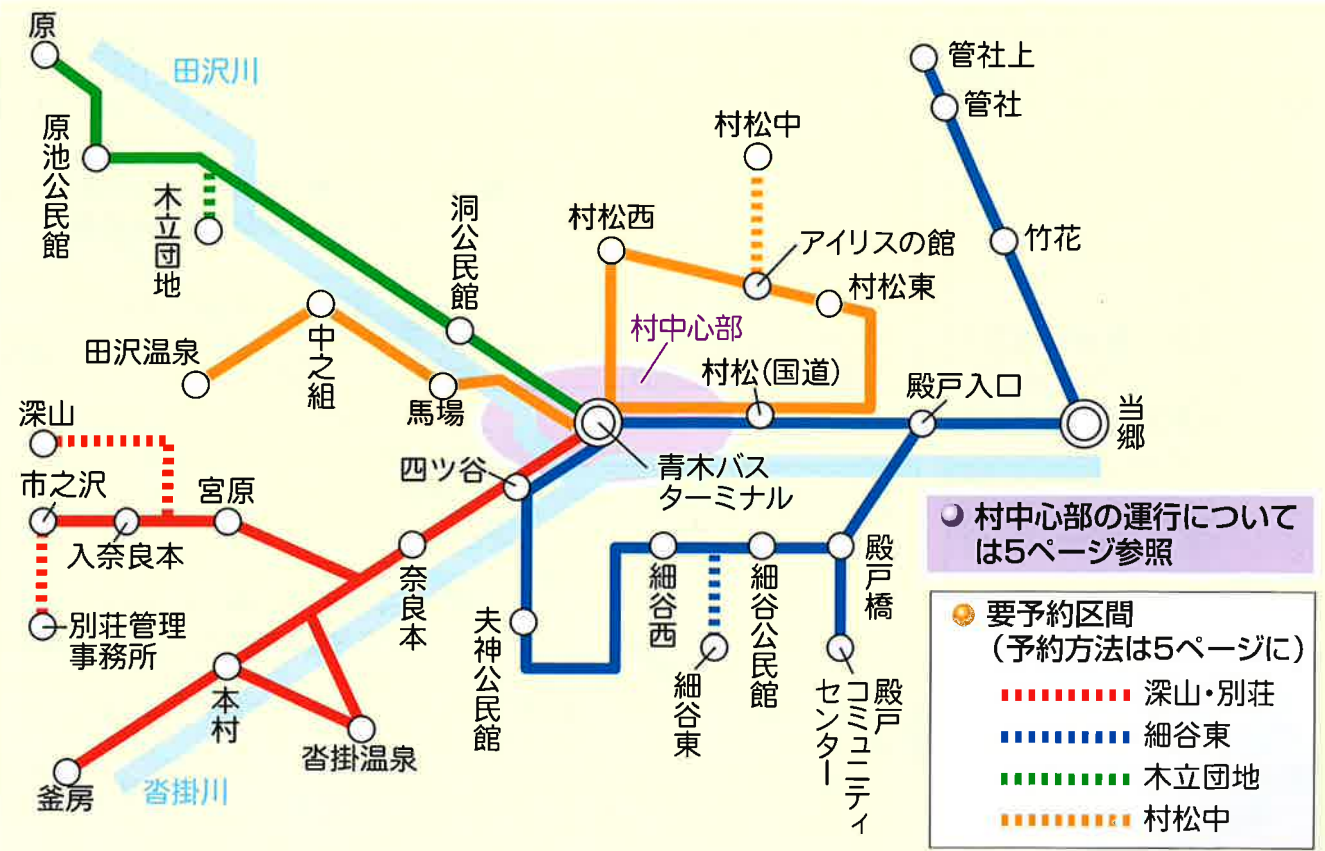 原
田沢川
管社上
管社
原池公民館
木立団地
洞公民館
村松中
村松西
アイリスの館
村松東
竹花
田沢温泉
中之組
馬場
村中心部
村松(国道)
殿戸入口
当郷
深山
市之沢
宮原
入奈良本
四ツ谷
青木バス
ターミナル
別荘管理
事務所
奈良本
夫神公民館
細谷西
細谷東
細谷公民館
殿戸橋
殿戸
コミュニティ
センター
本村
沓掛温泉
釜房
沓掛川
村中心部の運行について
は5ページ参照
要予約区間
(予約方法は5ページに)
深山・別荘
細谷東
木立団地
村松中